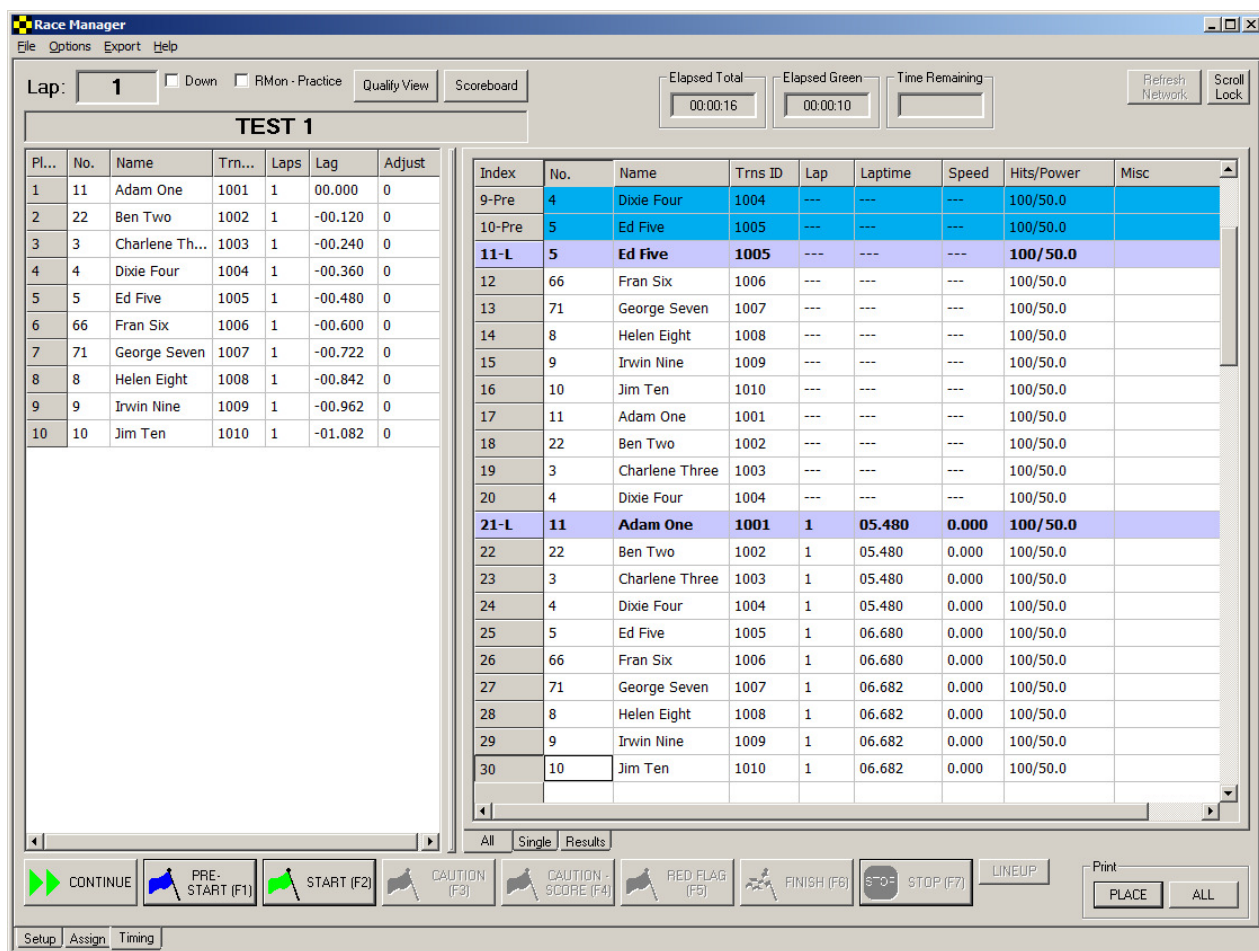 Race Manager
File Options Export Help
Lap: 1 Down RMon - Practice Qualify View Scoreboard
Elapsed Total 00:00:16 Elapsed Green 00:00:10 Time Remaining
Refresh Network Scroll Lock
TEST 1
Pl... No. Name Trn... Laps Lag Adjust
1 11 Adam One 1001 1 00.000 0
2 22 Ben Two 1002 1 -00.120 0
3 3 Charlene Th... 1003 1 -00.240 0
4 4 Dixie Four 1004 1 -00.360 0
5 5 Ed Five 1005 1 -00.480 0
6 66 Fran Six 1006 1 -00.600 0
7 71 George Seven 1007 1 -00.722 0
8 8 Helen Eight 1008 1 -00.842 0
9 9 Irwin Nine 1009 1 -00.962 0
10 10 Jim Ten 1010 1 -01.082 0
Index No. Name Trns ID Lap Laptime Speed Hits/Power Misc
9-Pre 4 Dixie Four 1004 --- --- --- 100/50.0
10-Pre 5 Ed Five 1005 --- --- --- 100/50.0
11-L 5 Ed Five 1005 --- --- --- 100/50.0
12 66 Fran Six 1006 --- --- --- 100/50.0
13 71 George Seven 1007 --- --- --- 100/50.0
14 8 Helen Eight 1008 --- --- --- 100/50.0
15 9 Irwin Nine 1009 --- --- --- 100/50.0
16 10 Jim Ten 1010 --- --- --- 100/50.0
17 11 Adam One 1001 --- --- --- 100/50.0
18 22 Ben Two 1002 --- --- --- 100/50.0
19 3 Charlene Three 1003 --- --- --- 100/50.0
20 4 Dixie Four 1004 --- --- --- 100/50.0
21-L 11 Adam One 1001 1 05.480 0.000 100/50.0
22 22 Ben Two 1002 1 05.480 0.000 100/50.0
23 3 Charlene Three 1003 1 05.480 0.000 100/50.0
24 4 Dixie Four 1004 1 05.480 0.000 100/50.0
25 5 Ed Five 1005 1 06.680 0.000 100/50.0
26 66 Fran Six 1006 1 06.680 0.000 100/50.0
27 71 George Seven 1007 1 06.682 0.000 100/50.0
28 8 Helen Eight 1008 1 06.682 0.000 100/50.0
29 9 Irwin Nine 1009 1 06.682 0.000 100/50.0
30 10 Jim Ten 1010 1 06.682 0.000 100/50.0
All Single Results
CONTINUE
PRE-
START (F1)
START (F2)
CAUTION
(F3)
CAUTION -
SCORE (F4)
RED FLAG
(F5)
FINISH (F6)
STOP STOP (F7)
LINEUP
Print
PLACE ALL
Setup Assign Timing